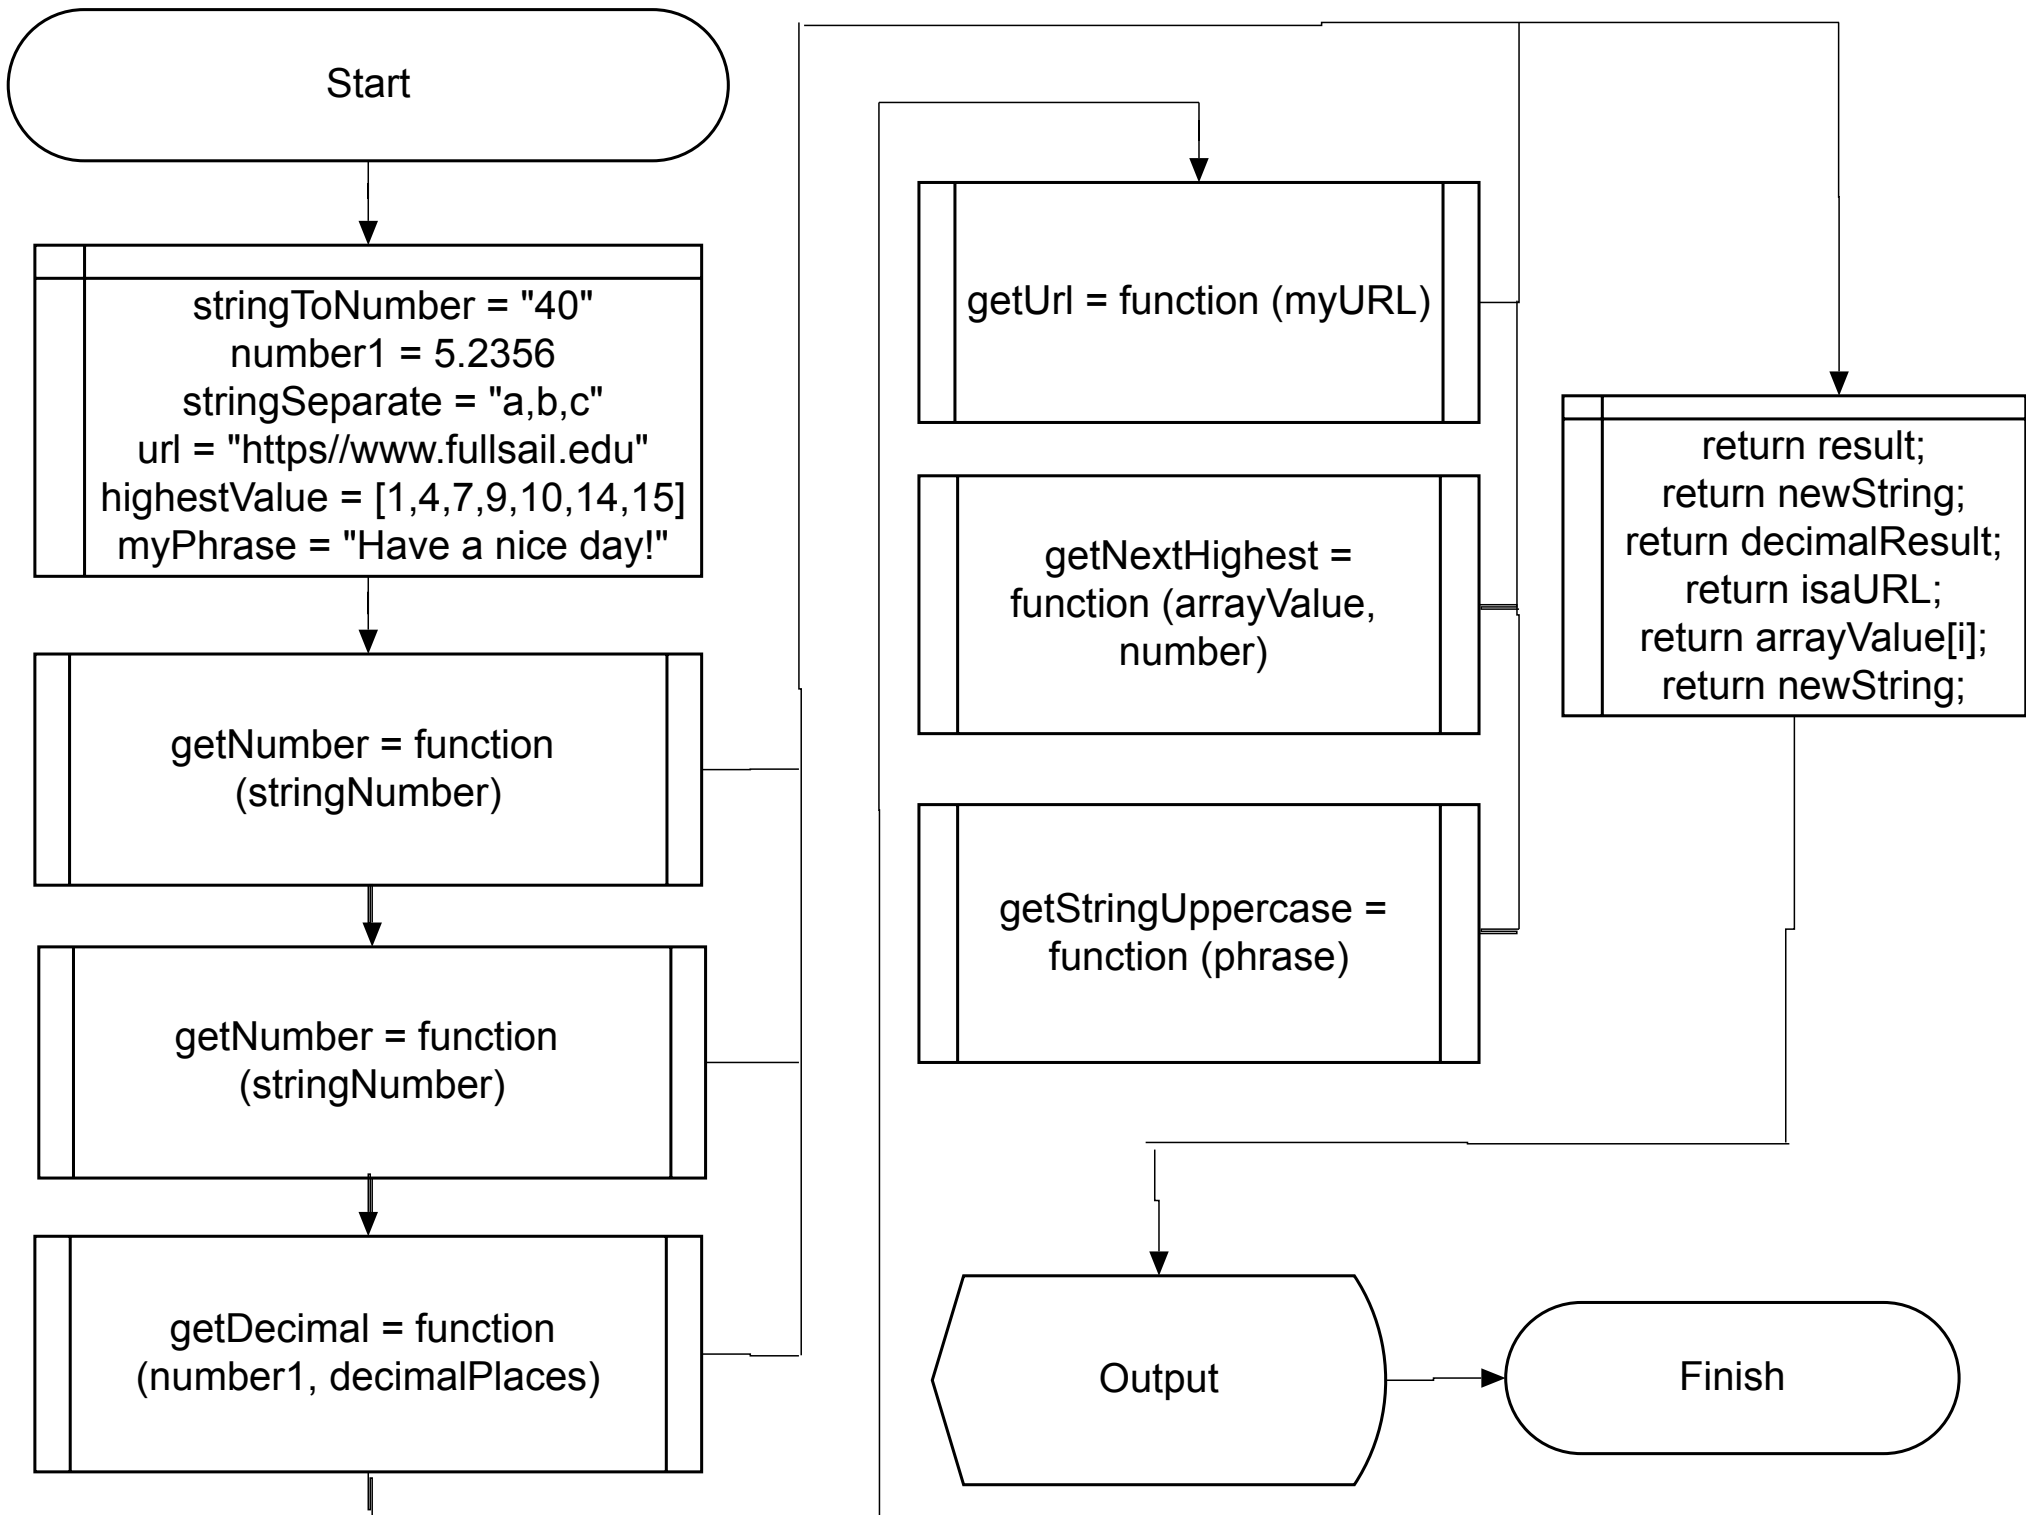 Start
stringToNumber = "40"
number1 = 5.2356
stringSeparate = "a,b,c"
url = "https//www.fullsail.edu"
highestValue = [1,4,7,9,10,14,15]
myPhrase = "Have a nice day!"
getNumber = function
(stringNumber)
getNumber = function
(stringNumber)
getDecimal = function
(number1, decimalPlaces)
getUrl = function (myURL)
getNextHighest =
function (arrayValue,
number)
getStringUppercase =
function (phrase)
return result;
return newString;
return decimalResult;
return isaURL;
return arrayValue[i];
return newString;
Output
Finish